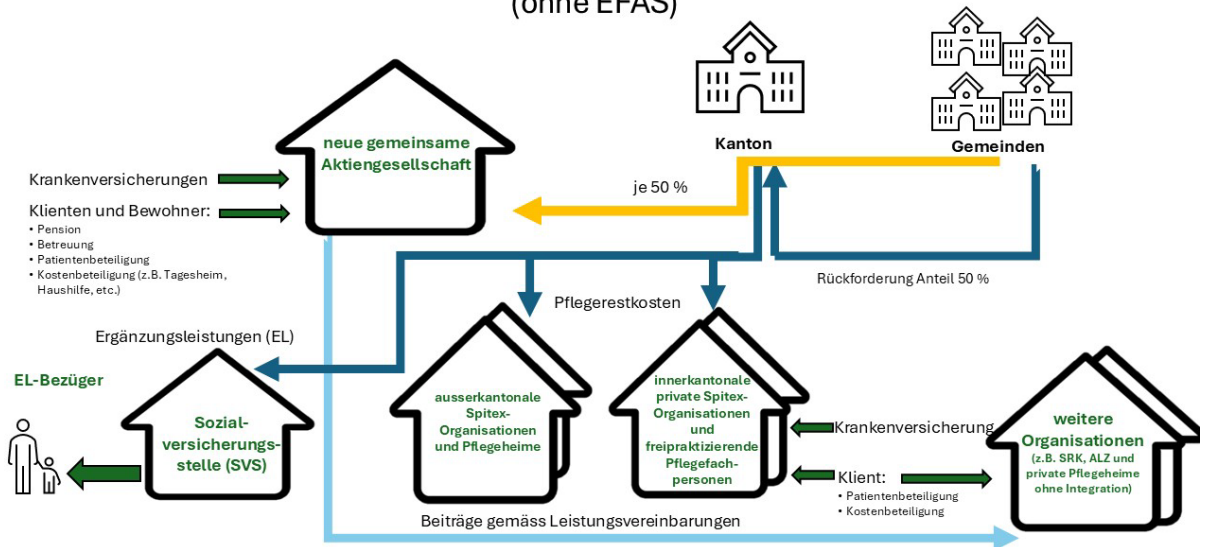 (ohne EFAS)
neue gemeinsame
Aktiengesellschaft
Kanton
Gemeinden
Krankenversicherungen
je 50 %
Klienten und Bewohner:
• Pension
• Betreuung
• Patientenbeteiligung
• Kostenbeteiligung (z.B. Tagesheim,
Haushilfe, etc.)
Rückforderung Anteil 50 %
Pflegerestkosten
Ergänzungsleistungen (EL)
EL-Bezüger
Sozial-
versicherungs-
stelle (SVS)
ausserkantonale
Spitex-
Organisationen
und Pflegeheime
innerkantonale
private Spitex-
Organisationen
und
freipraktizierende
Pflegefach-
personen
Krankenversicherung
Klient:
• Patientenbeteiligung
• Kostenbeteiligung
weitere
Organisationen
(z.B. SRK, ALZ und
private Pflegeheime
ohne Integration)
Beiträge gemäss Leistungsvereinbarungen